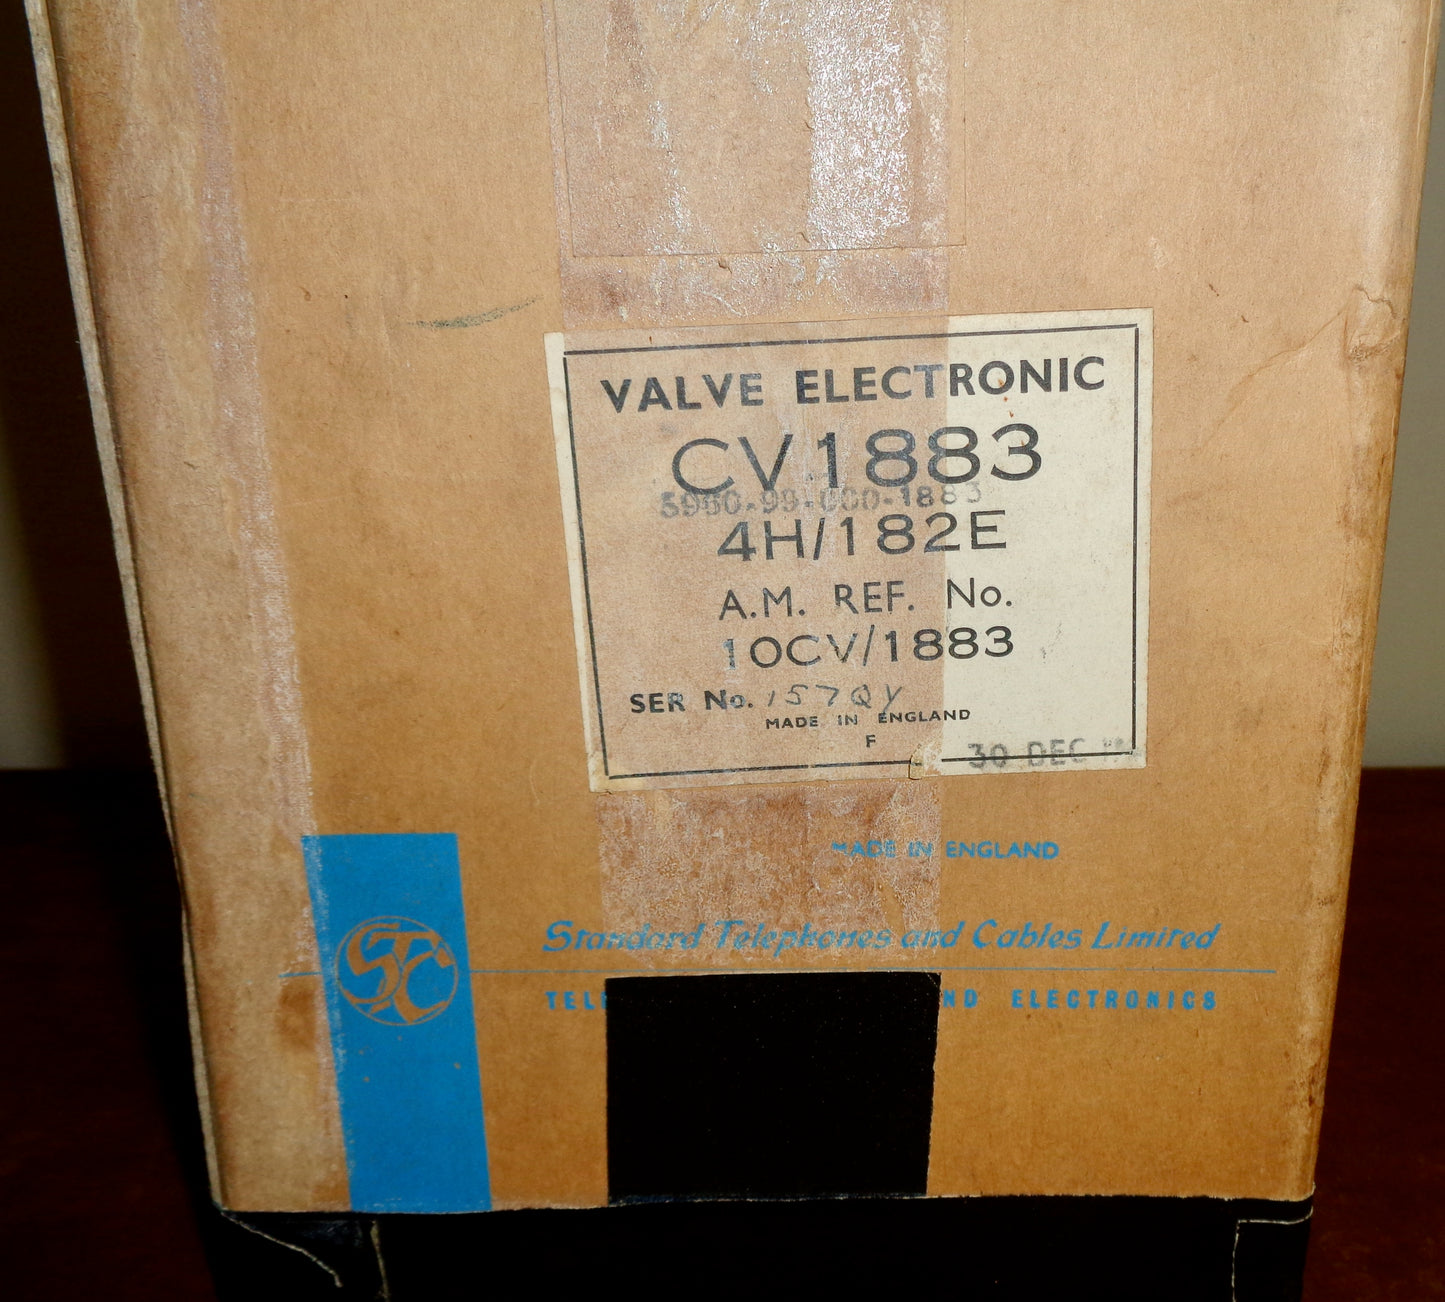 VALVE ELECTRONIC
CV1883
5960-99-000-1883
4H/182E
A.M. REF. No.
10CV/1883
SER No. 157QY
MADE IN ENGLAND
F
30 DEC
MADE IN ENGLAND
STC
Standard Telephones and Cables Limited
ELECTRONICS